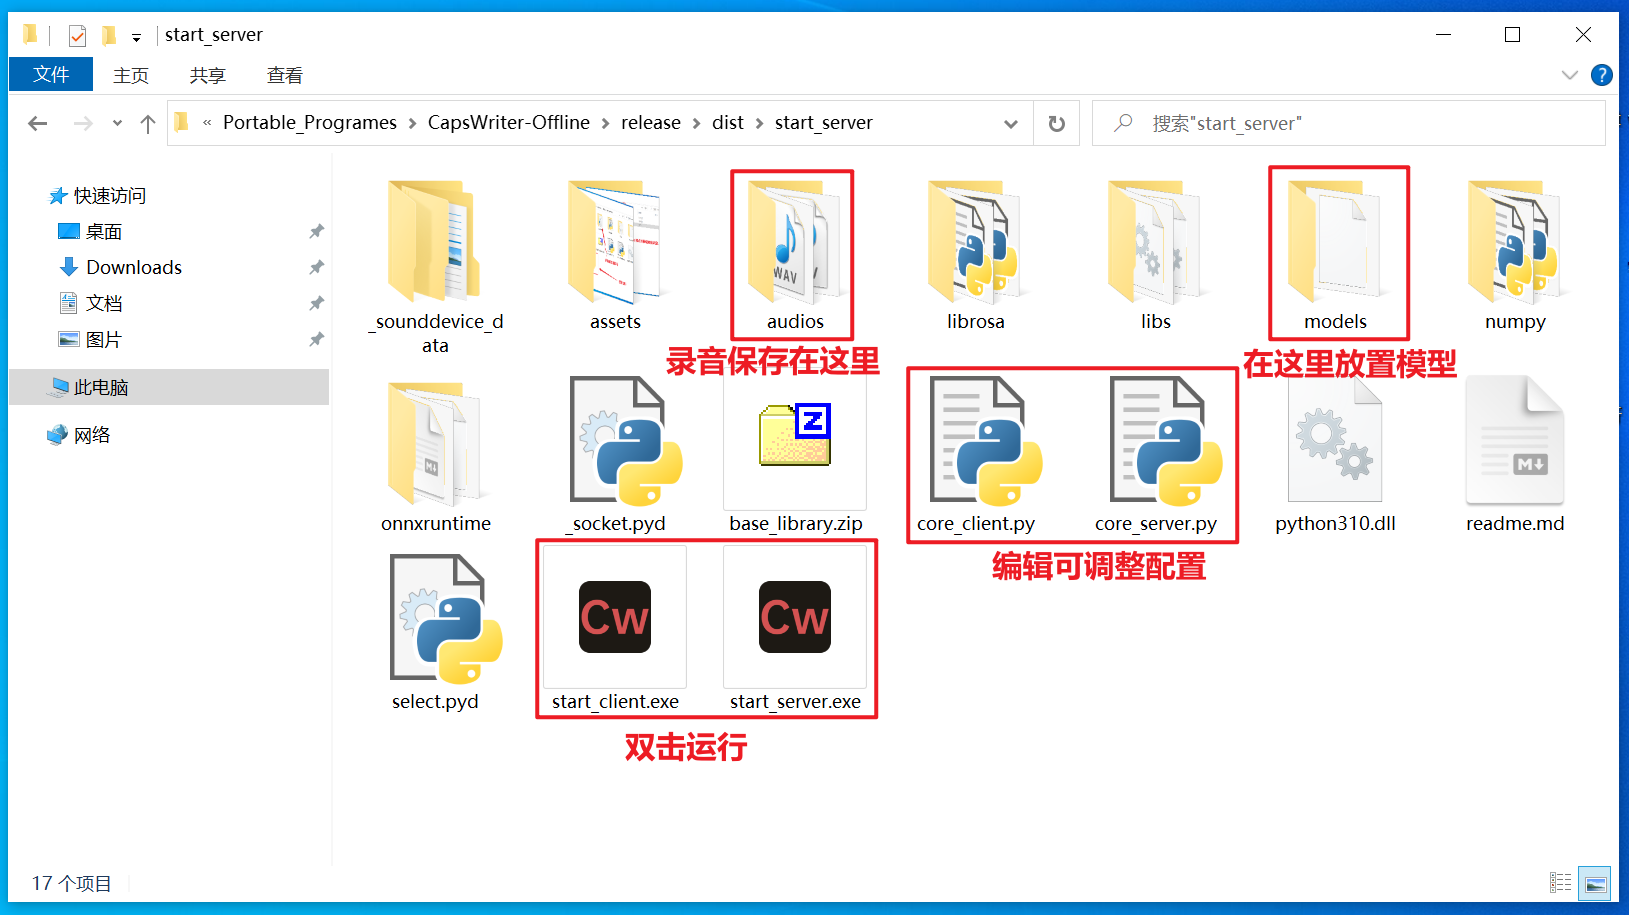 start_server
文件 主页 共享 查看
« Portable_Programes > CapsWriter-Offline > release > dist > start_server
搜索"start_server"
快速访问
桌面
Downloads
文档
图片
此电脑
网络
_sounddevice_d
ata
assets
audios
librosa
libs
models
numpy
WAV
录音保存在这里
在这里放置模型
onnxruntime
_socket.pyd
base_library.zip
core_client.py
core_server.py
python310.dll
readme.md
Z
M
编辑可调整配置
Cw
Cw
select.pyd
start_client.exe
start_server.exe
双击运行
17 个项目